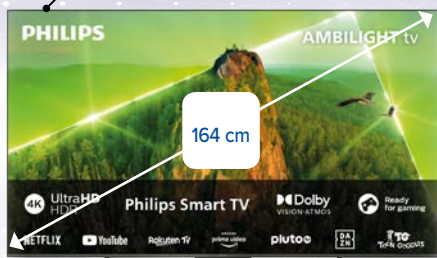 PHILIPS
AMBILIGHT tv
164 cm
4K UltraHD HDR
Philips Smart TV
Dolby
VISION·ATMOS
Ready for gaming
NETFLIX
YouTube
Rakuten TV
prime video
pluto
DAZN